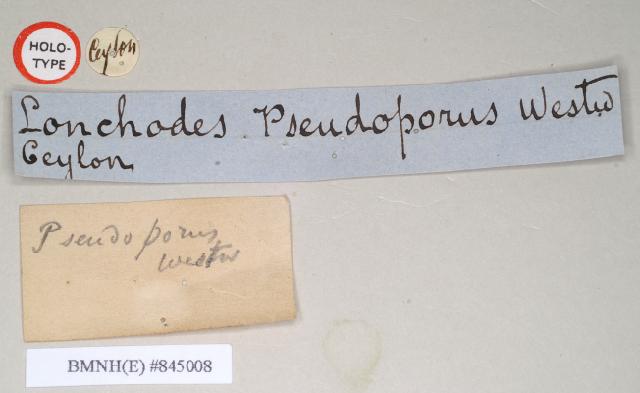 HOLO-
TYPE
Ceylon
Lonchodes Pseudoporus Westw
Ceylon
Pseudoporus
Westw
BMNH(E) #845008